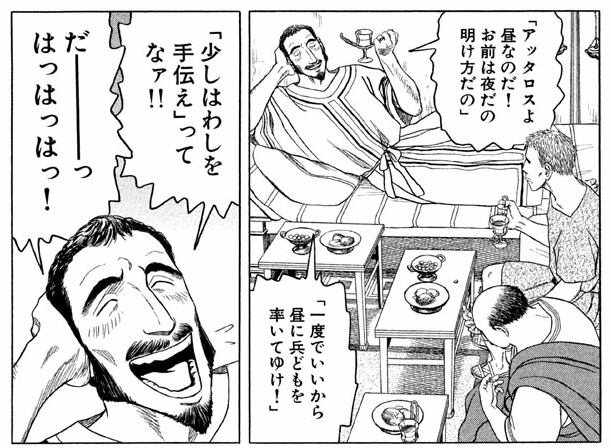 「アッタロスよ
昼なのだ！
お前は夜だの
明け方だの」
「一度でいいから
昼に兵どもを
率いてゆけ！」
「少しはわしを
手伝え」って
なァ！！
だ―――っ
はっはっはっ！